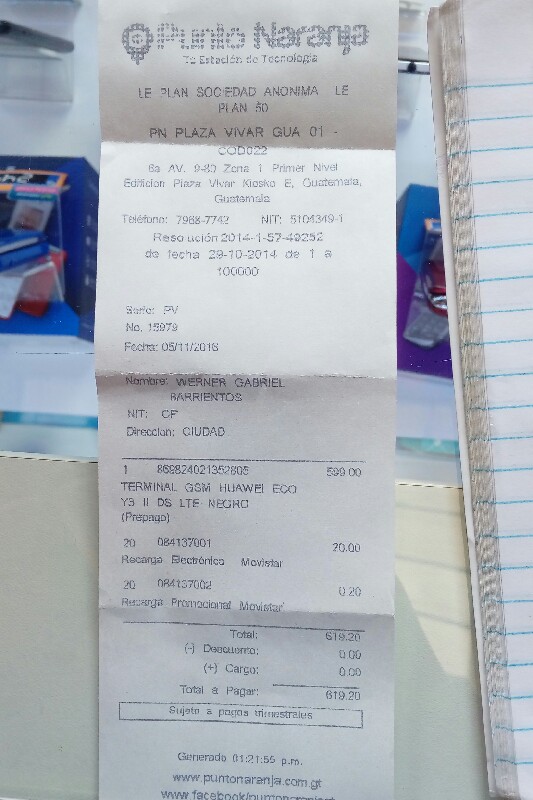 Punto Naranja
Tu Estación de Tecnología
LE PLAN SOCIEDAD ANONIMA LE
PLAN 50
PN PLAZA VIVAR GUA 01 -
COD022
6a AV. 9-80 Zona 1 Primer Nivel
Edificion Plaza Vivar Kiosko E, Guatemala,
Guatemala
Teléfono: 7968-7742 NIT: 5104349-1
Resolución 2014-1-57-49252
de fecha 29-10-2014 de 1 a
100000
Serie: PV
No. 15979
Fecha: 05/11/2016
Nombre: WERNER GABRIEL
BARRIENTOS
NIT: CF
Direccion: CIUDAD
1 869824021352805 599.00
TERMINAL GSM HUAWEI ECO
Y3 II DS LTE NEGRO
(Prepago)
20 084137001 20.00
Recarga Electrónica Movistar
20 084137002 0.20
Recarga Promocional Movistar
Total: 619.20
(-) Descuento: 0.00
(+) Cargo: 0.00
Total a Pagar: 619.20
Sujeto a pagos trimestrales
Generado 01:21:55 p.m.
www.puntonaranja.com.gt